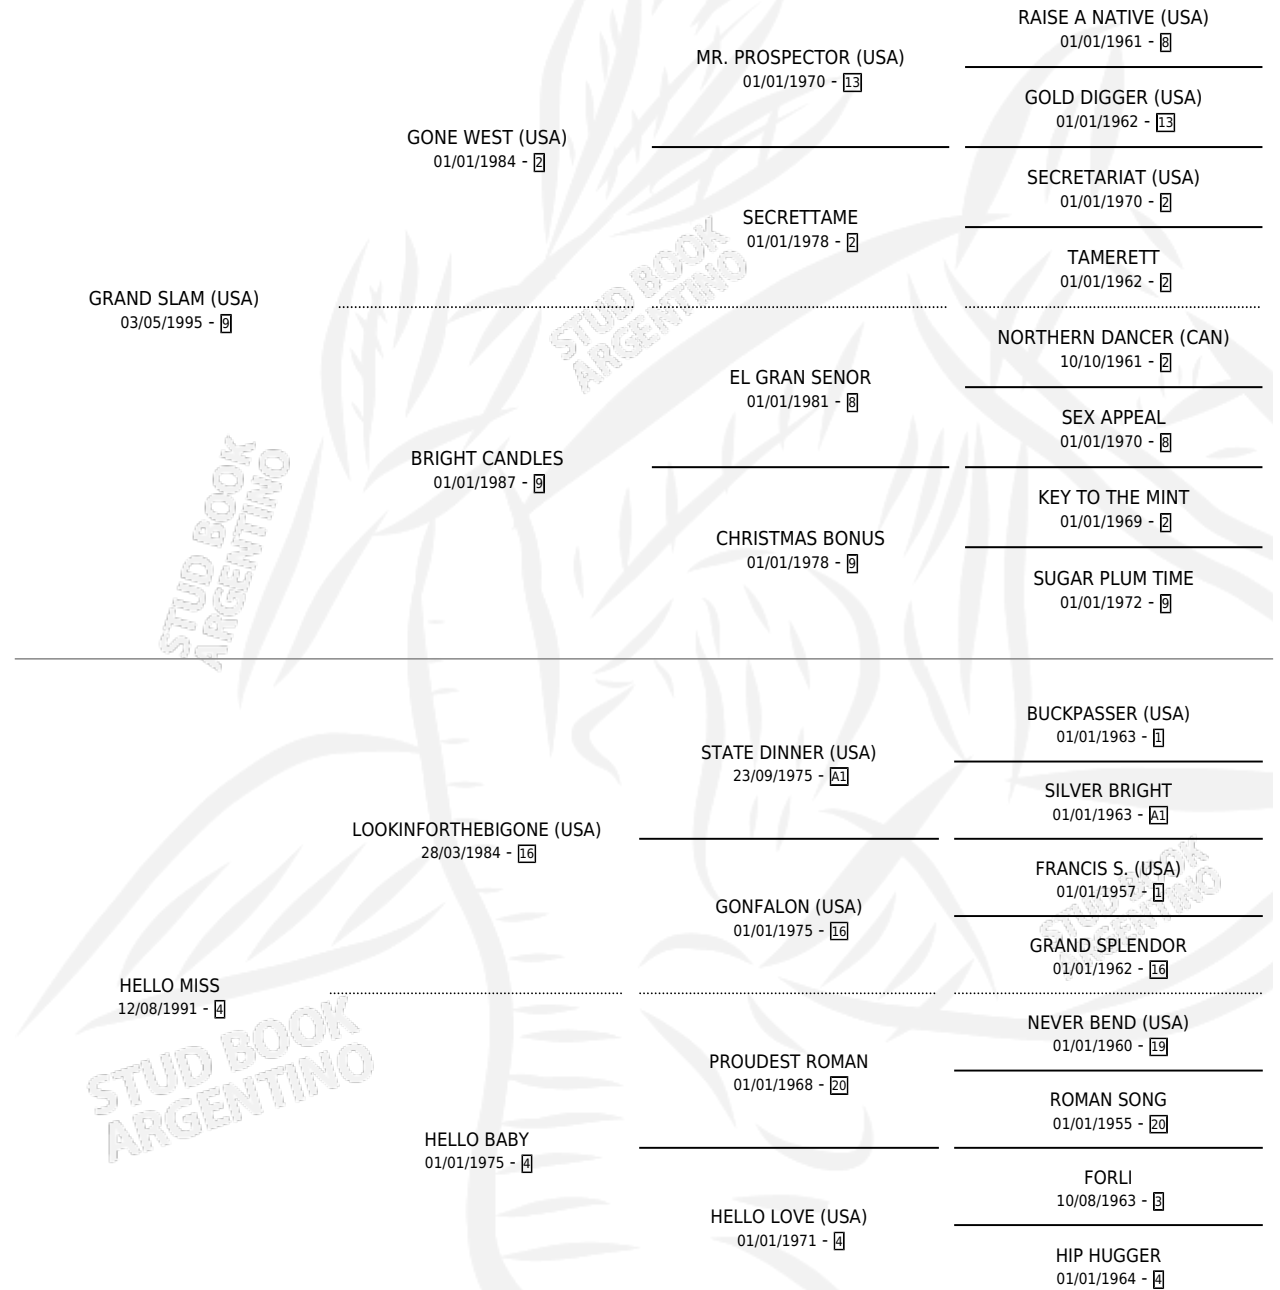 RAISE A NATIVE (USA)
01/01/1961 - 8
MR. PROSPECTOR (USA)
01/01/1970 - 13
GOLD DIGGER (USA)
01/01/1962 - 13
GONE WEST (USA)
01/01/1984 - 2
SECRETARIAT (USA)
01/01/1970 - 2
SECRETTAME
01/01/1978 - 2
TAMERETT
01/01/1962 - 2
GRAND SLAM (USA)
03/05/1995 - 9
NORTHERN DANCER (CAN)
10/10/1961 - 2
EL GRAN SENOR
01/01/1981 - 8
SEX APPEAL
01/01/1970 - 8
BRIGHT CANDLES
01/01/1987 - 9
KEY TO THE MINT
01/01/1969 - 2
CHRISTMAS BONUS
01/01/1978 - 9
SUGAR PLUM TIME
01/01/1972 - 9
BUCKPASSER (USA)
01/01/1963 - 1
STATE DINNER (USA)
23/09/1975 - A1
SILVER BRIGHT
01/01/1963 - A1
LOOKINFORTHEBIGONE (USA)
28/03/1984 - 16
FRANCIS S. (USA)
01/01/1957 - 1
GONFALON (USA)
01/01/1975 - 16
GRAND SPLENDOR
01/01/1962 - 16
HELLO MISS
12/08/1991 - 4
NEVER BEND (USA)
01/01/1960 - 19
PROUDEST ROMAN
01/01/1968 - 20
ROMAN SONG
01/01/1955 - 20
HELLO BABY
01/01/1975 - 4
FORLI
10/08/1963 - 3
HELLO LOVE (USA)
01/01/1971 - 4
HIP HUGGER
01/01/1964 - 4
STUD BOOK
ARGENTINO
STUD BOOK
ARGENTINO
STUD BOOK
ARGENTINO
STUD BOOK
ARGENTINO